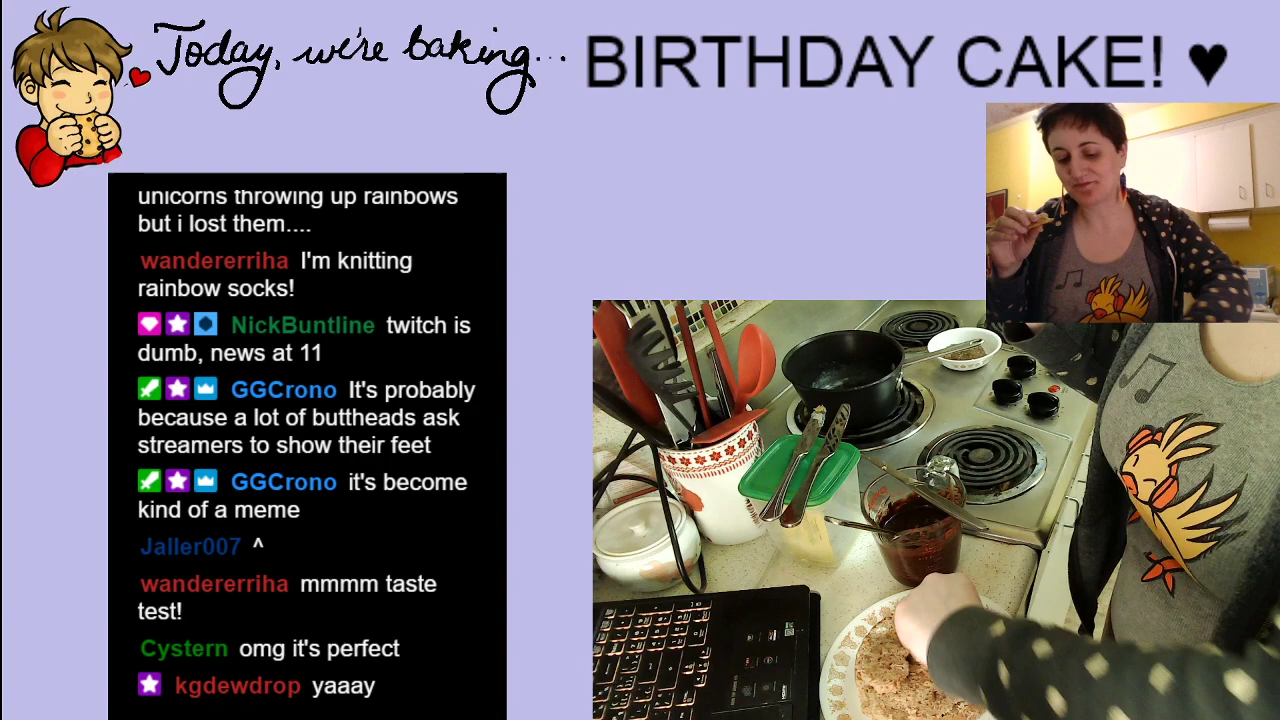 Today, we're baking... BIRTHDAY CAKE! ♥
unicorns throwing up rainbows
but i lost them....
wandererriha I'm knitting
rainbow socks!
NickBuntline twitch is
dumb, news at 11
GGCrono It's probably
because a lot of buttheads ask
streamers to show their feet
GGCrono it's become
kind of a meme
Jaller007 ^
wandererriha mmmm taste
test!
Cystern omg it's perfect
kgdewdrop yaaay